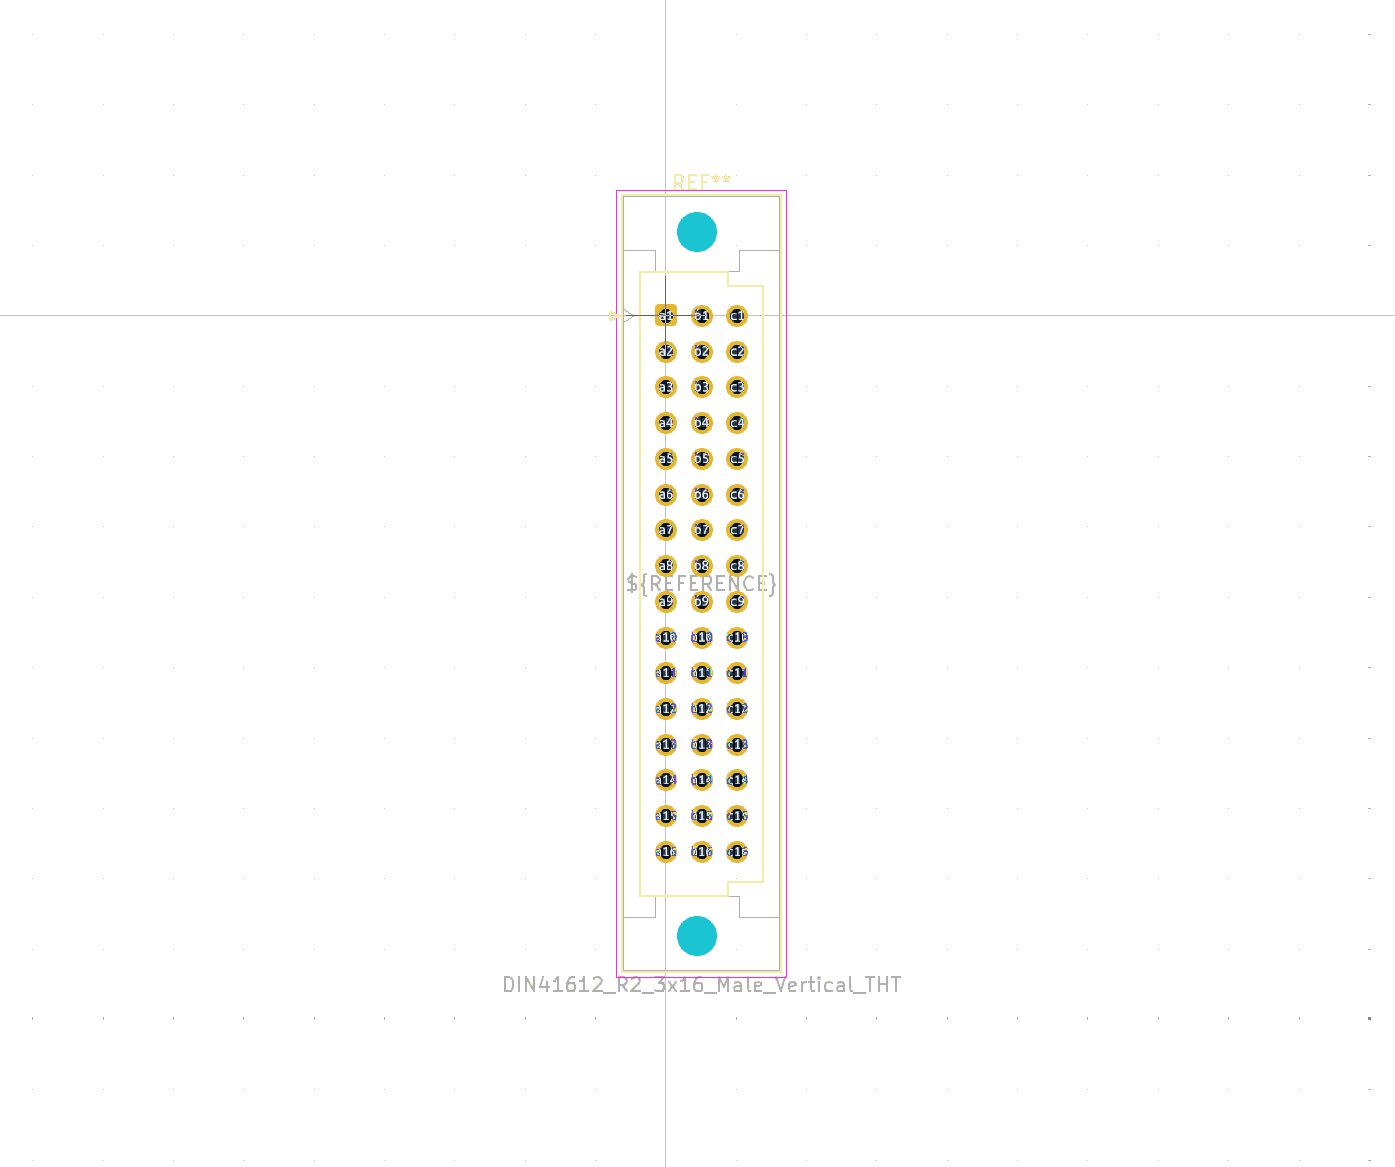 REF**
a1 b1 c1
a2 b2 c2
a3 b3 c3
a4 b4 c4
a5 b5 c5
a6 b6 c6
a7 b7 c7
a8 b8 c8
${REFERENCE}
a9 b9 c9
a10 b10 c10
a11 b11 c11
a12 b12 c12
a13 b13 c13
a14 b14 c14
a15 b15 c15
a16 b16 c16
DIN41612_R2_3x16_Male_Vertical_THT